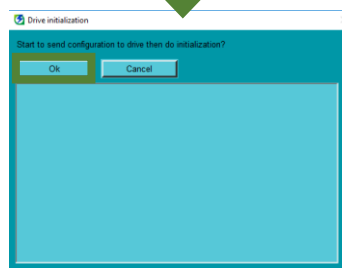 Drive initialization
Start to send configuration to drive then do initialization?
Ok
Cancel